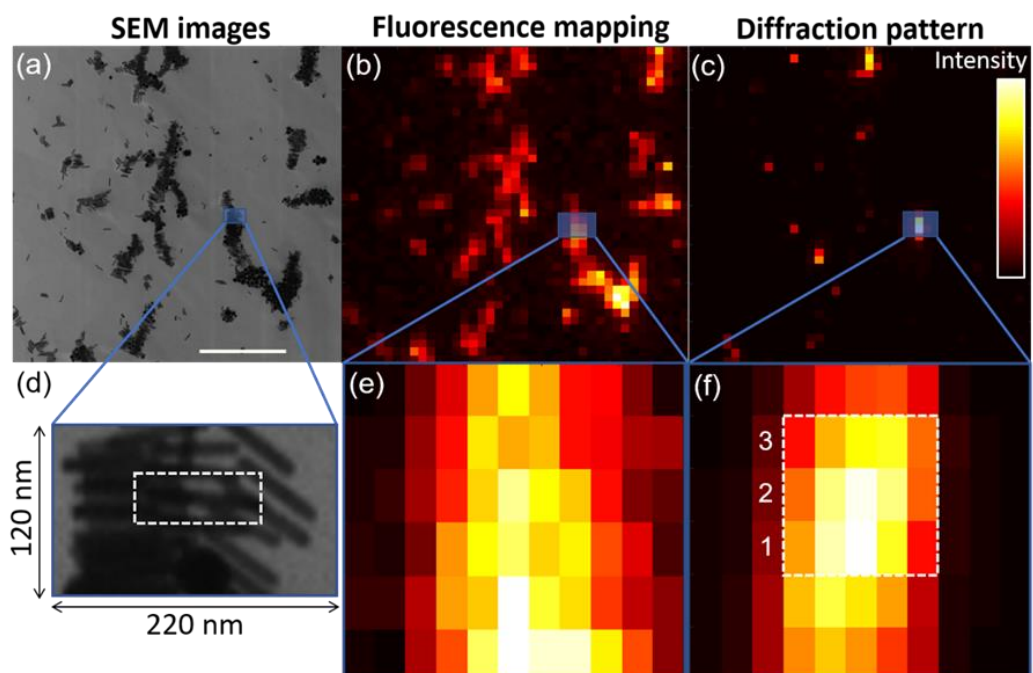 SEM images
Fluorescence mapping
Diffraction pattern
(a)
(b)
(c)
Intensity
(d)
(e)
(f)
120 nm
220 nm
3
2
1